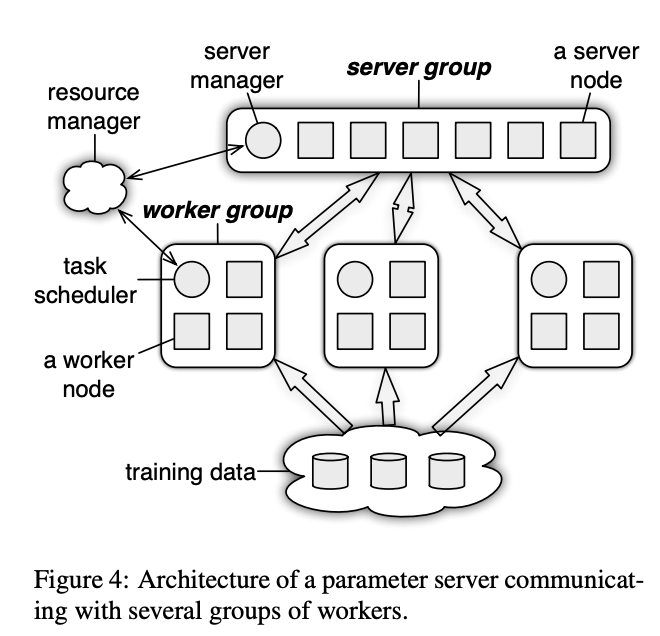 server
manager
server group
a server
node
resource
manager
worker group
task
scheduler
a worker
node
training data
Figure 4: Architecture of a parameter server communicat-
ing with several groups of workers.